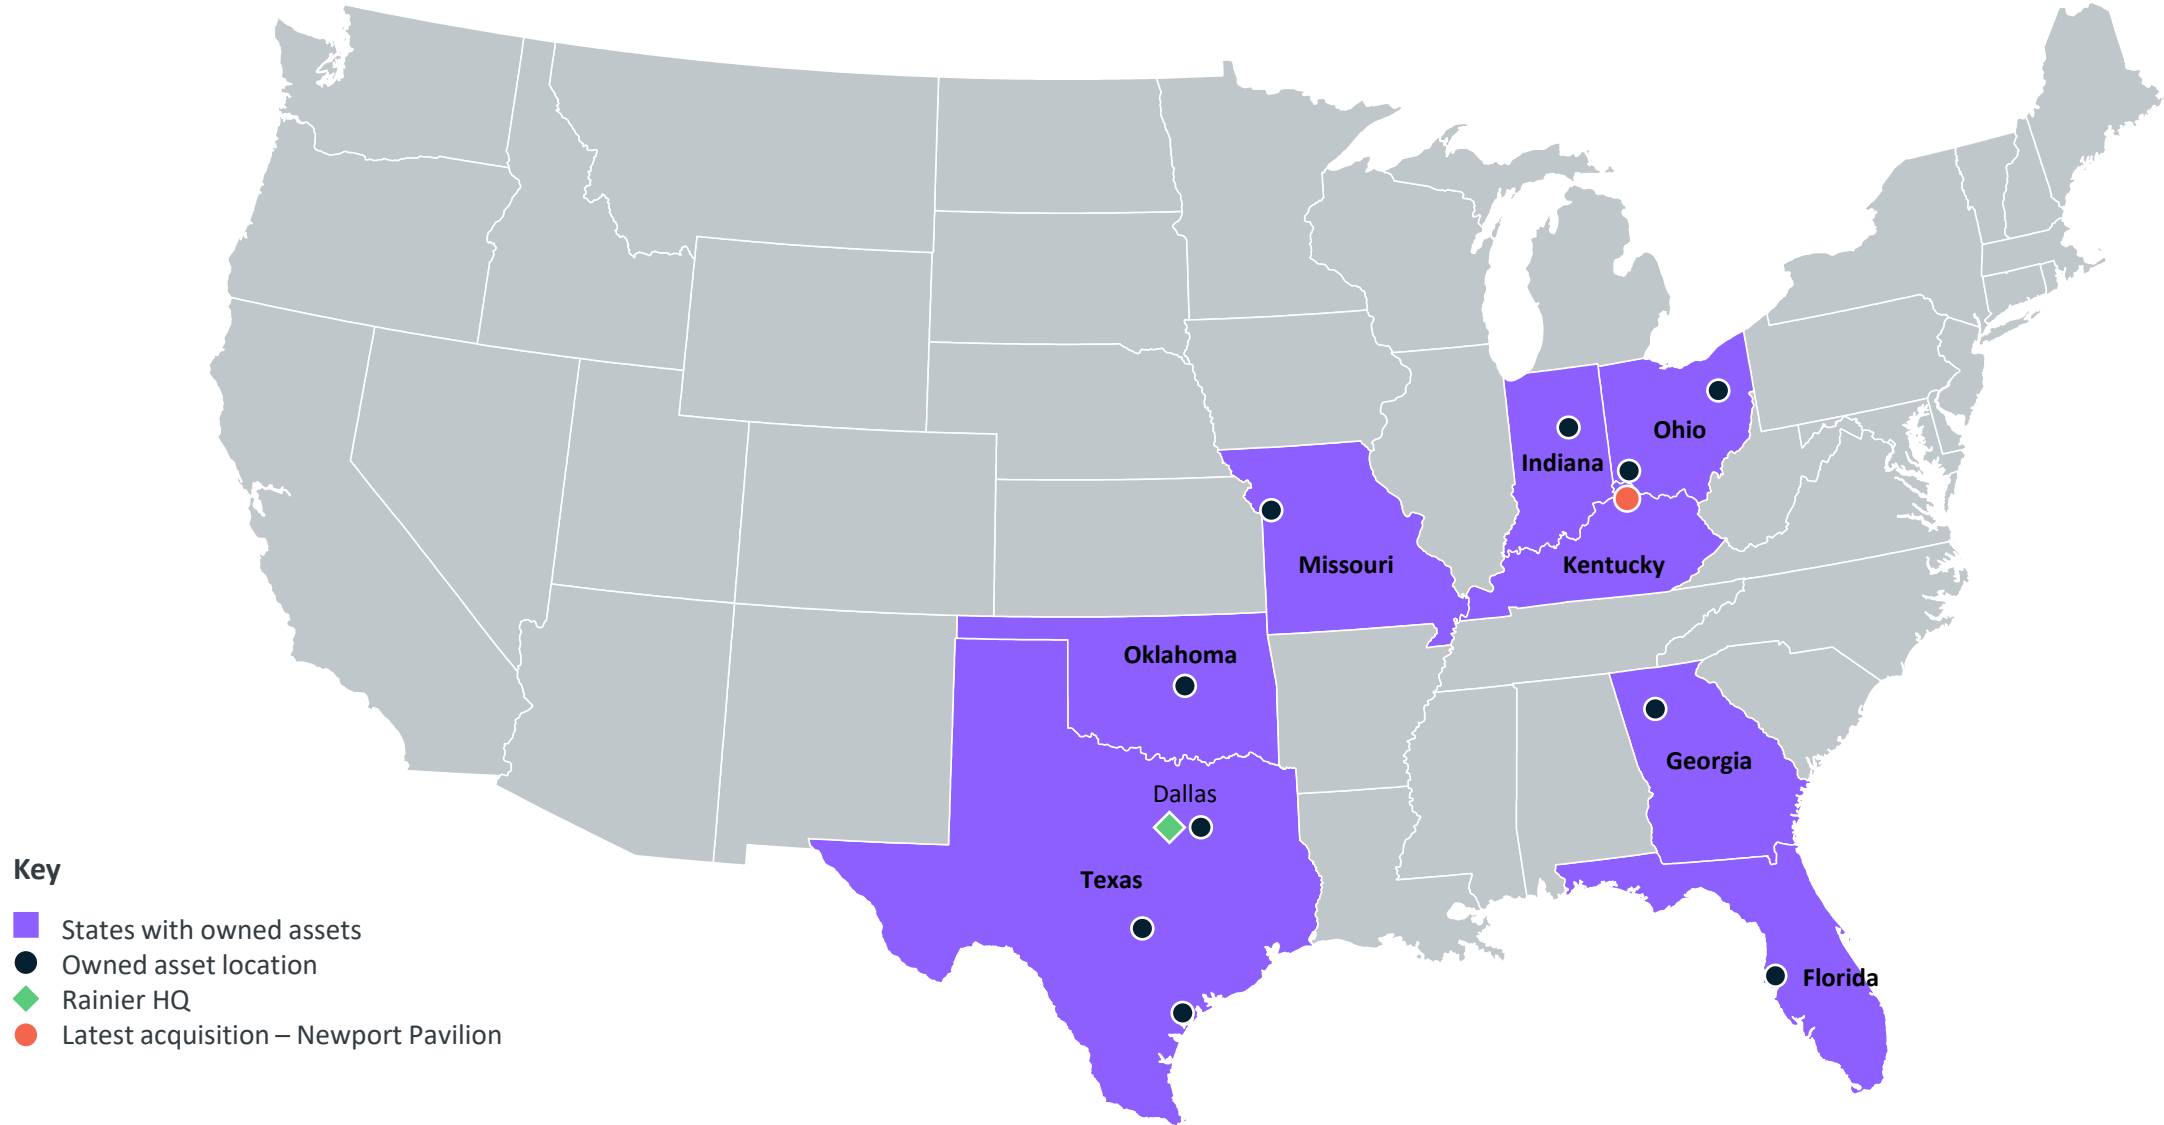 Ohio
Indiana
Missouri
Kentucky
Oklahoma
Georgia
Dallas
Texas
Florida
Key
States with owned assets
Owned asset location
Rainier HQ
Latest acquisition – Newport Pavilion